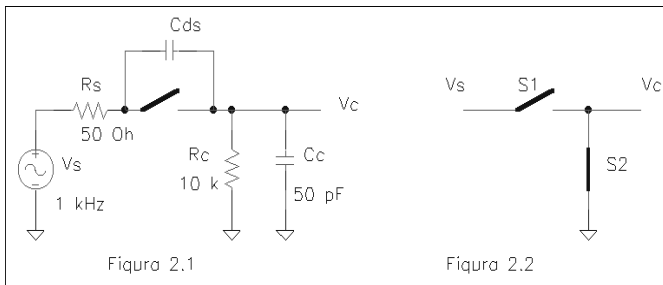 Cds
Rs
50 Oh
Vc
Vs
1 kHz
Rc
10 k
Cc
50 pF
Figura 2.1
Vs
S1
Vc
S2
Figura 2.2